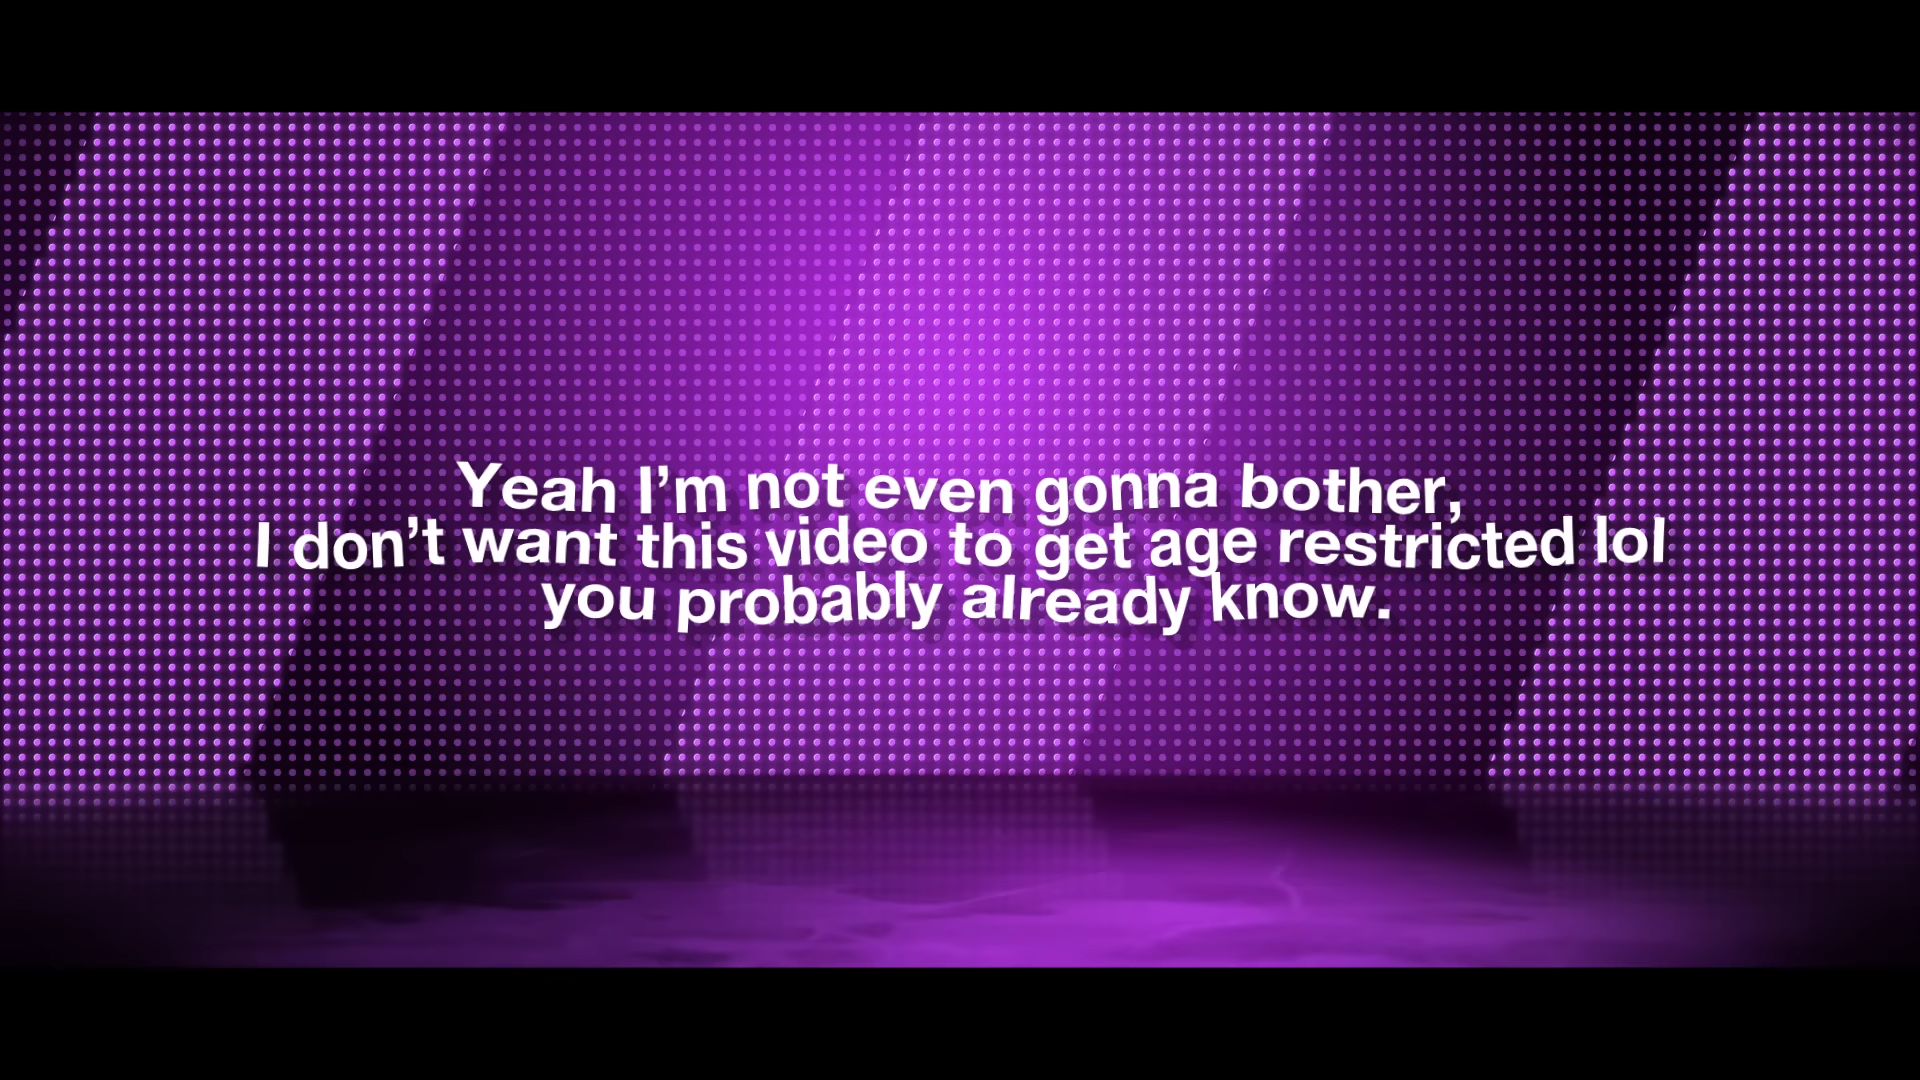 Yeah I’m not even gonna bother,
I don’t want this video to get age restricted lol
you probably already know.